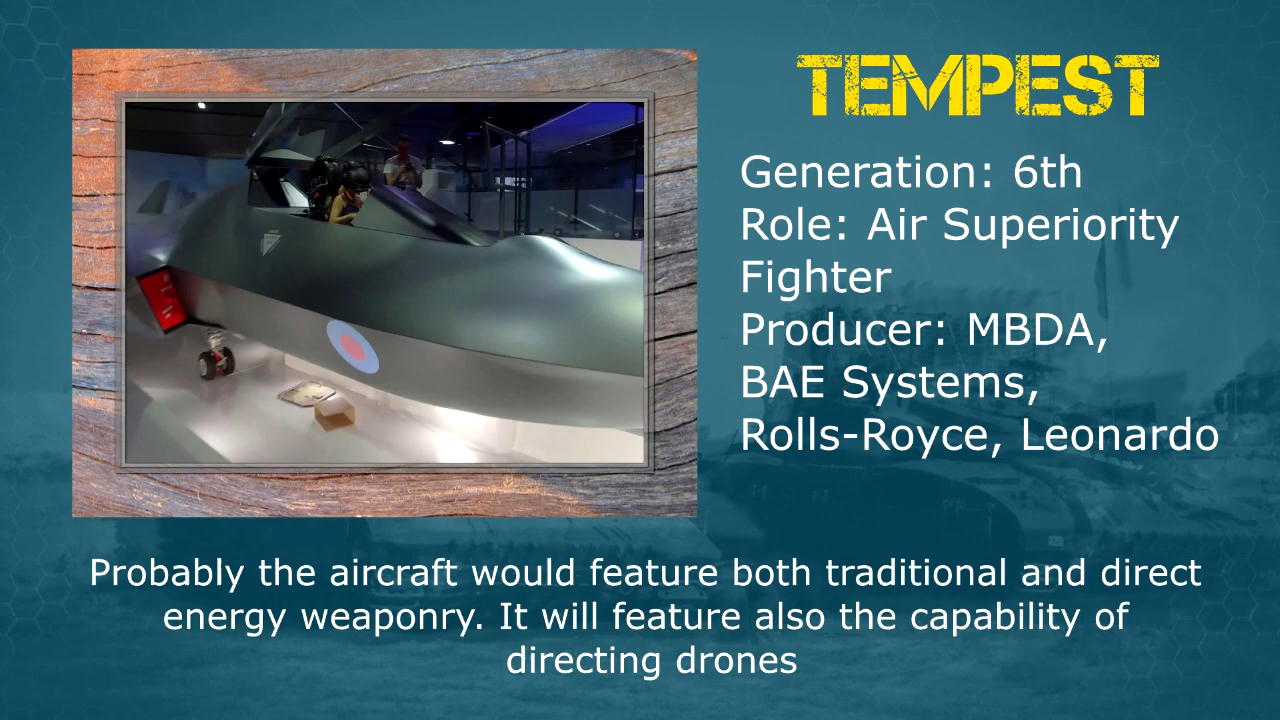 TEMPEST
Generation: 6th
Role: Air Superiority
Fighter
Producer: MBDA,
BAE Systems,
Rolls-Royce, Leonardo
Probably the aircraft would feature both traditional and direct
energy weaponry. It will feature also the capability of
directing drones